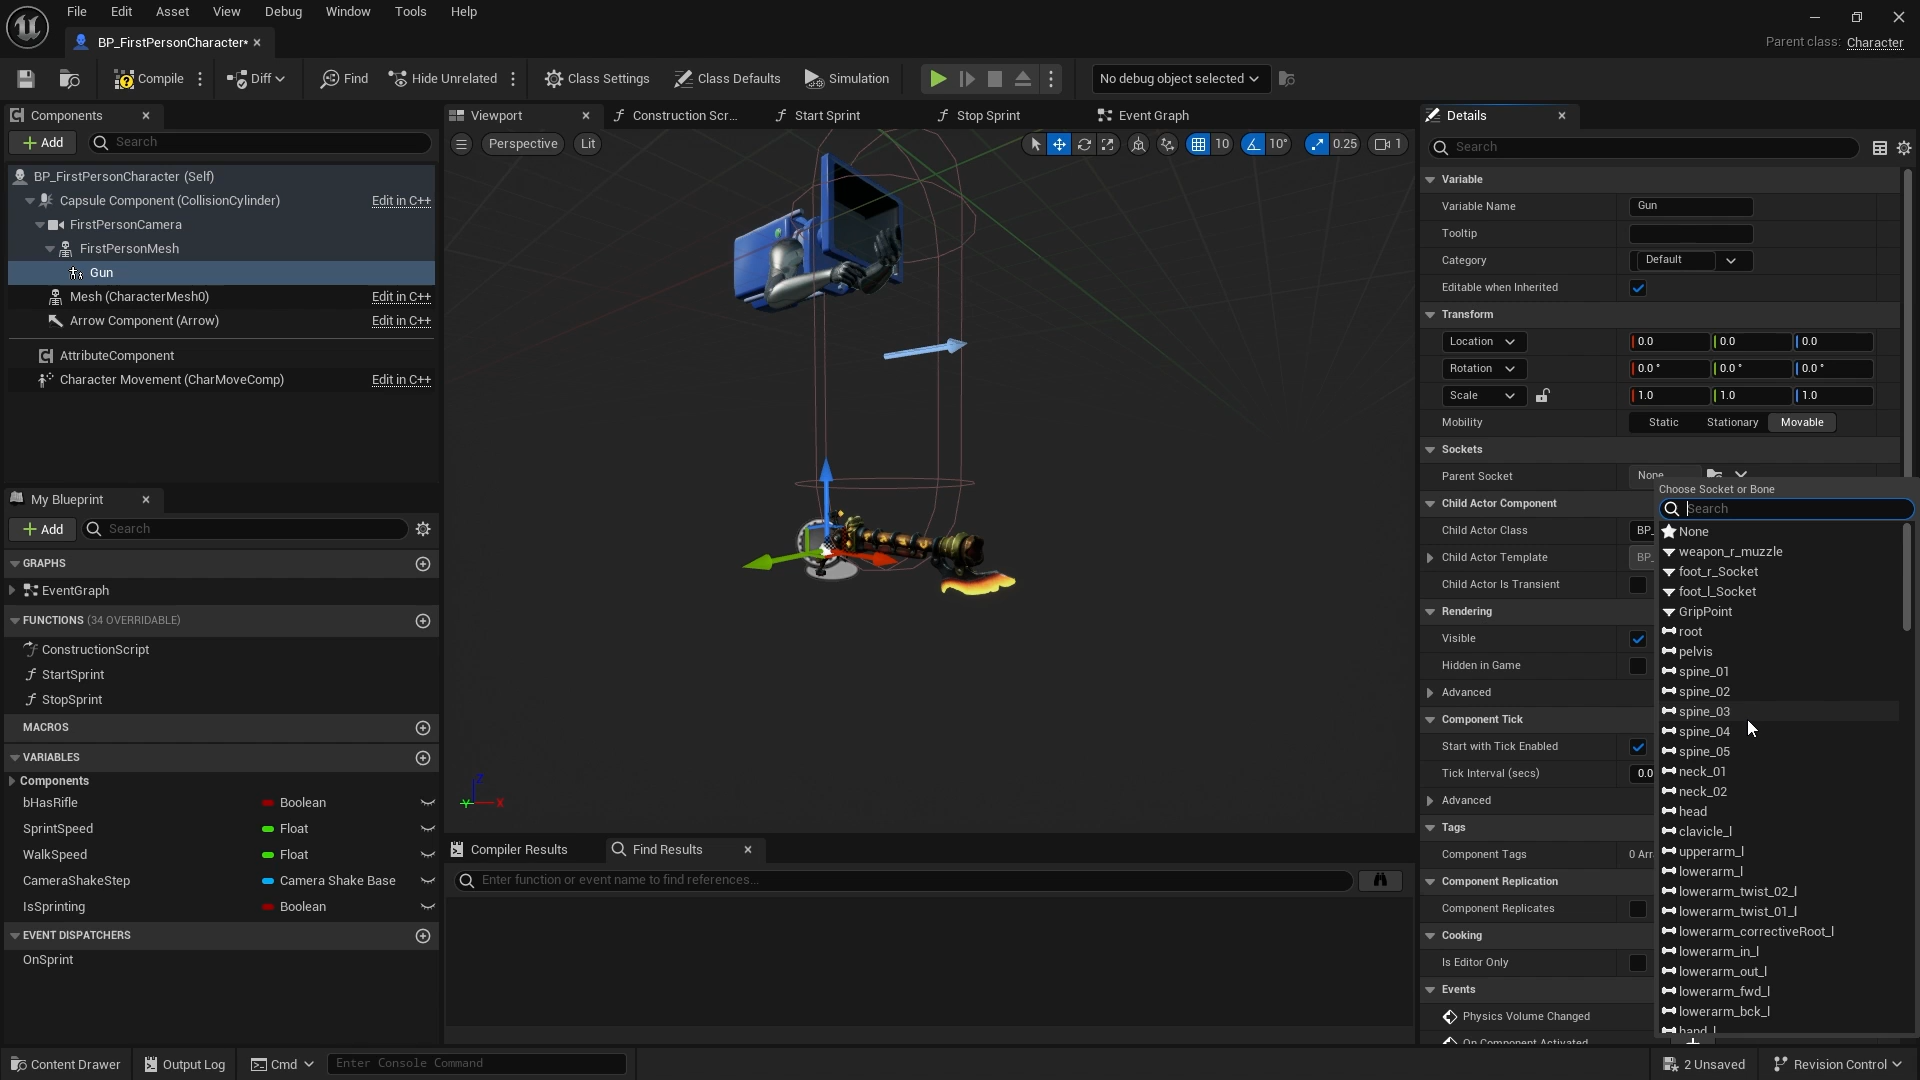 File Edit Asset View Debug Window Tools Help
BP_FirstPersonCharacter*
Parent class: Character
Compile Diff Find Hide Unrelated Class Settings Class Defaults Simulation No debug object selected
Components
Add Search
BP_FirstPersonCharacter (Self)
Capsule Component (CollisionCylinder) Edit in C++
FirstPersonCamera
FirstPersonMesh
Gun
Mesh (CharacterMesh0) Edit in C++
Arrow Component (Arrow) Edit in C++
AttributeComponent
Character Movement (CharMoveComp) Edit in C++
My Blueprint
Add Search
GRAPHS
EventGraph
FUNCTIONS (34 OVERRIDABLE)
ConstructionScript
StartSprint
StopSprint
MACROS
VARIABLES
Components
bHasRifle Boolean
SprintSpeed Float
WalkSpeed Float
CameraShakeStep Camera Shake Base
IsSprinting Boolean
EVENT DISPATCHERS
OnSprint
Viewport Construction Scr... Start Sprint Stop Sprint Event Graph
Perspective Lit 10 10° 0.25 1
Z
Y X
Compiler Results Find Results
Enter function or event name to find references...
Details
Search
Variable
Variable Name Gun
Tooltip
Category Default
Editable when Inherited
Transform
Location 0.0 0.0 0.0
Rotation 0.0 ° 0.0 ° 0.0 °
Scale 1.0 1.0 1.0
Mobility Static Stationary Movable
Sockets
Parent Socket None
Child Actor Component
Child Actor Class BP_
Child Actor Template BP_
Child Actor Is Transient
Rendering
Visible
Hidden in Game
Advanced
Component Tick
Start with Tick Enabled
Tick Interval (secs) 0.0
Advanced
Tags
Component Tags 0 Arr
Component Replication
Component Replicates
Cooking
Is Editor Only
Events
Physics Volume Changed
On Component Activated
Choose Socket or Bone
Search
None
weapon_r_muzzle
foot_r_Socket
foot_l_Socket
GripPoint
root
pelvis
spine_01
spine_02
spine_03
spine_04
spine_05
neck_01
neck_02
head
clavicle_l
upperarm_l
lowerarm_l
lowerarm_twist_02_l
lowerarm_twist_01_l
lowerarm_correctiveRoot_l
lowerarm_in_l
lowerarm_out_l
lowerarm_fwd_l
lowerarm_bck_l
hand_l
Content Drawer Output Log Cmd Enter Console Command 2 Unsaved Revision Control